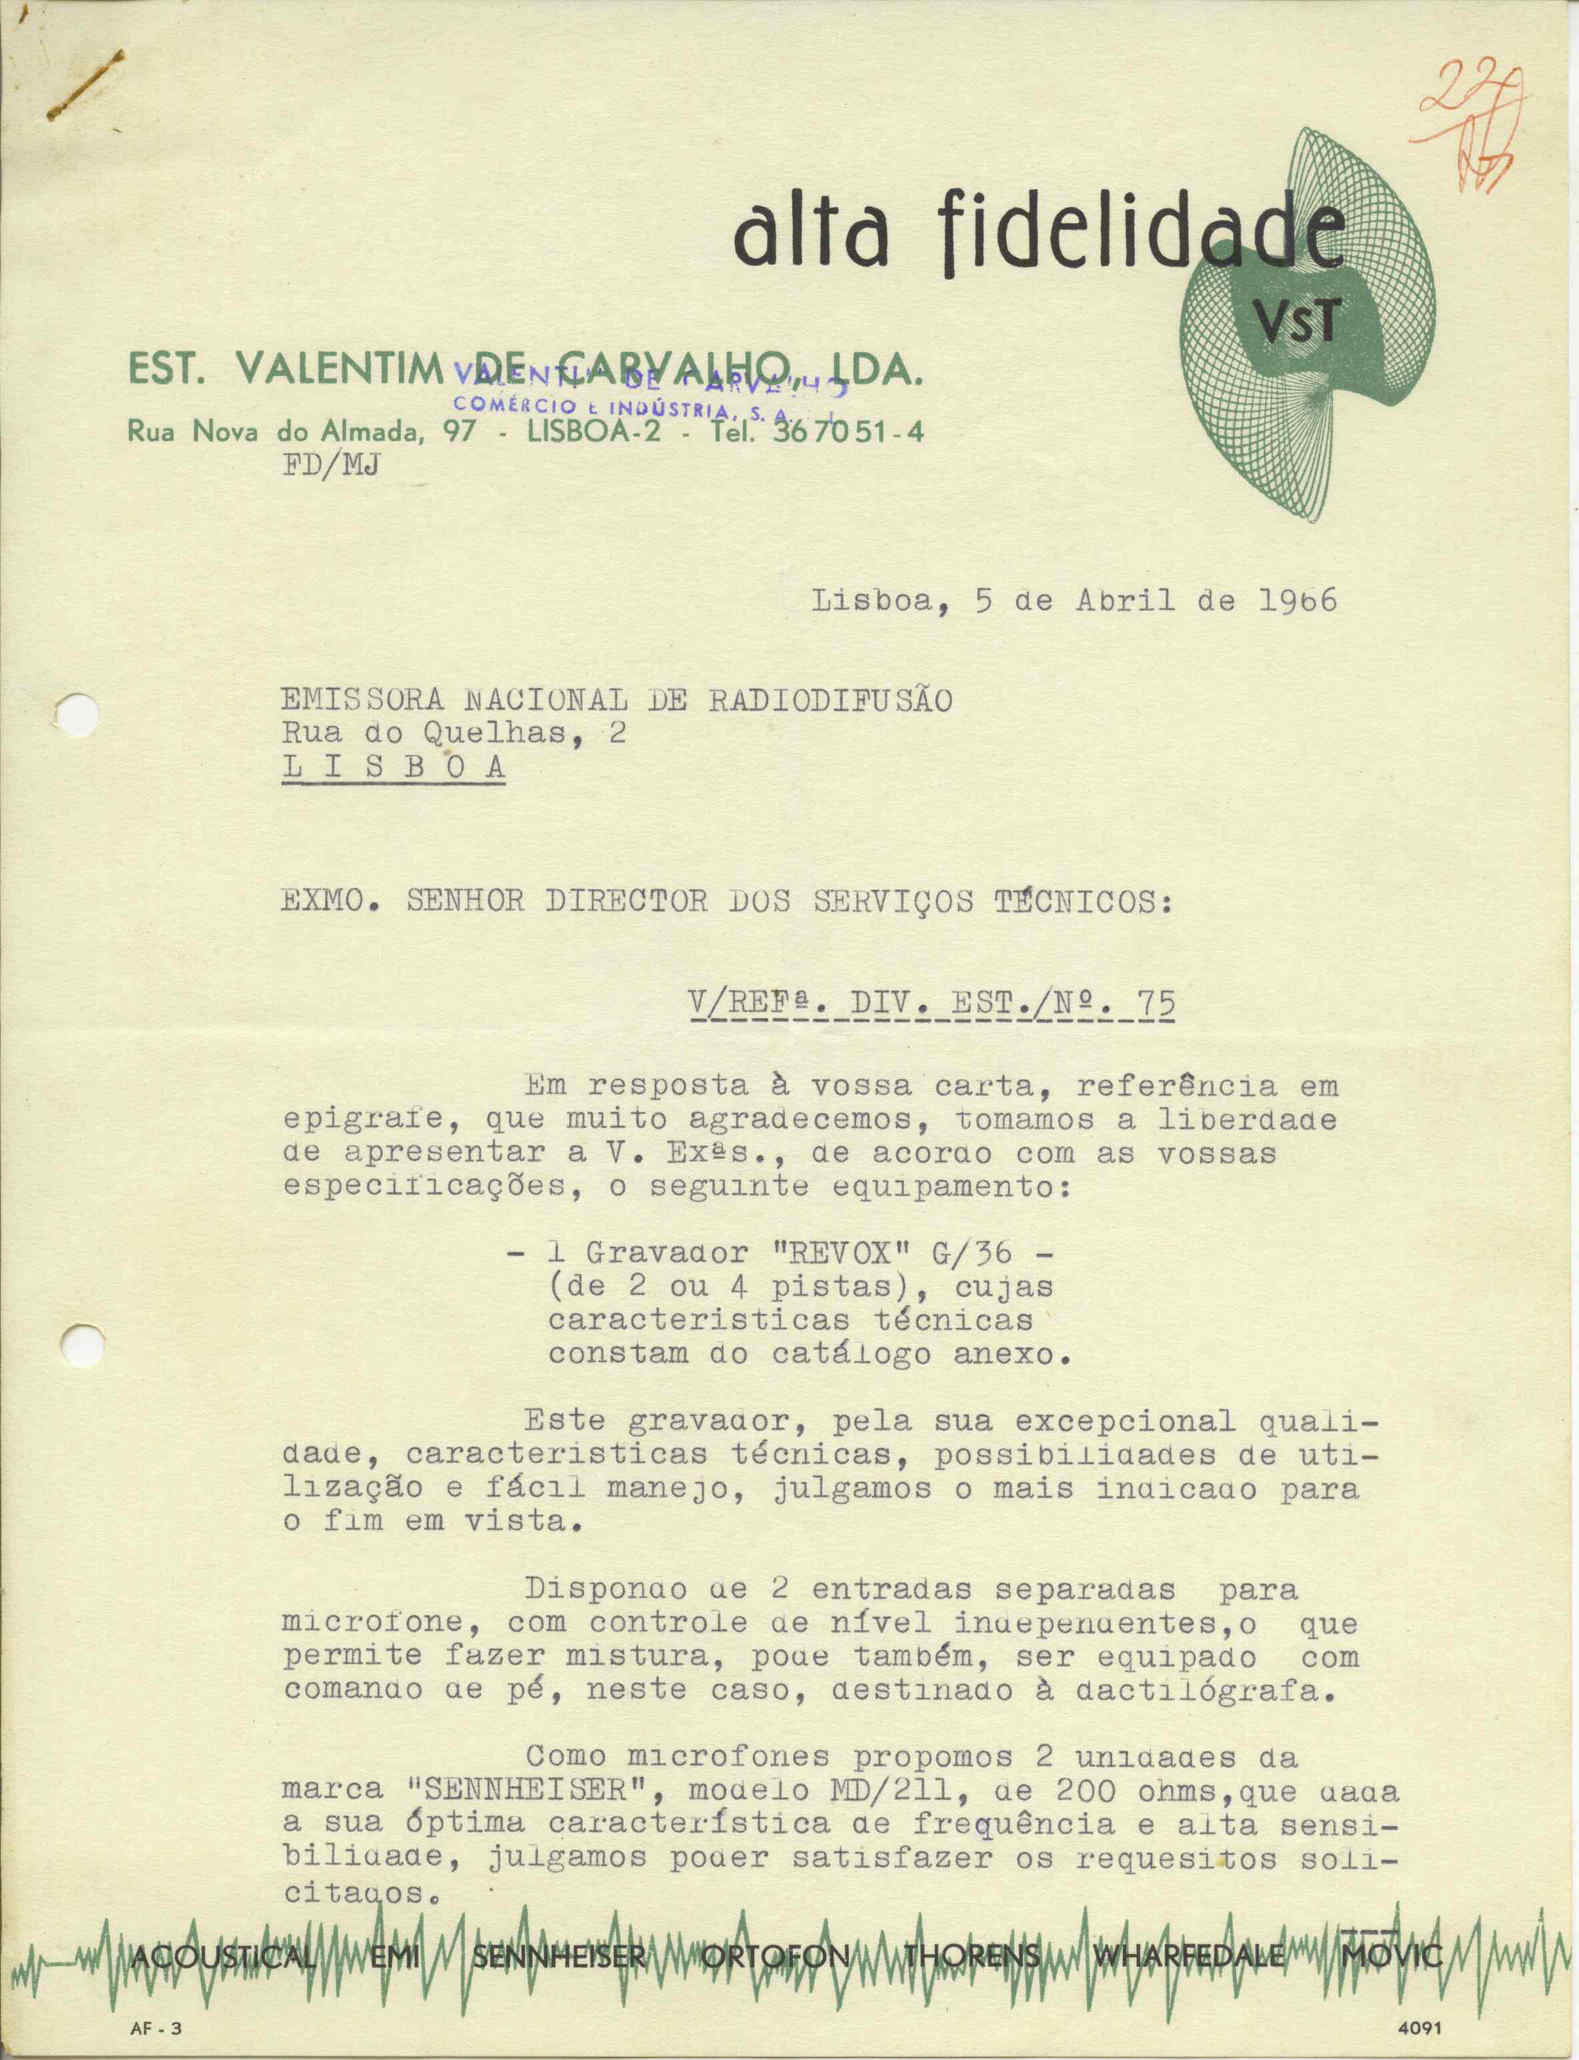 22
alta fidelidade
VST
EST. VALENTIM DE CARVALHO, LDA.
VALENTIM DE CARVALHO
COMÉRCIO E INDÚSTRIA, S. A.
Rua Nova do Almada, 97 - LISBOA-2 - Tel. 36 70 51 - 4
FD/MJ
Lisboa, 5 de Abril de 1966
EMISSORA NACIONAL DE RADIODIFUSÃO
Rua do Quelhas, 2
L I S B O A
EXMO. SENHOR DIRECTOR DOS SERVIÇOS TÉCNICOS:
V/REFª. DIV. EST./Nº. 75
Em resposta à vossa carta, referência em
epigrafe, que muito agradecemos, tomamos a liberdade
de apresentar a V. Exªs., de acordo com as vossas
especificações, o seguinte equipamento:
- 1 Gravador "REVOX" G/36 -
(de 2 ou 4 pistas), cujas
caracteristicas técnicas
constam do catálogo anexo.
Este gravador, pela sua excepcional quali-
dade, caracteristicas técnicas, possibilidades de uti-
lização e fácil manejo, julgamos o mais indicado para
o fim em vista.
Dispondo de 2 entradas separadas para
microfone, com controle de nível independentes,o que
permite fazer mistura, pode também, ser equipado com
comando de pé, neste caso, destinado à dactilógrafa.
Como microfones propomos 2 unidades da
marca "SENNHEISER", modelo MD/211, de 200 ohms,que dada
a sua óptima característica de frequência e alta sensi-
bilidade, julgamos poder satisfazer os requesitos soli-
citados.
ACOUSTICAL EMI SENNHEISER ORTOFON THORENS WHARFEDALE MOVIC
AF - 3
4091